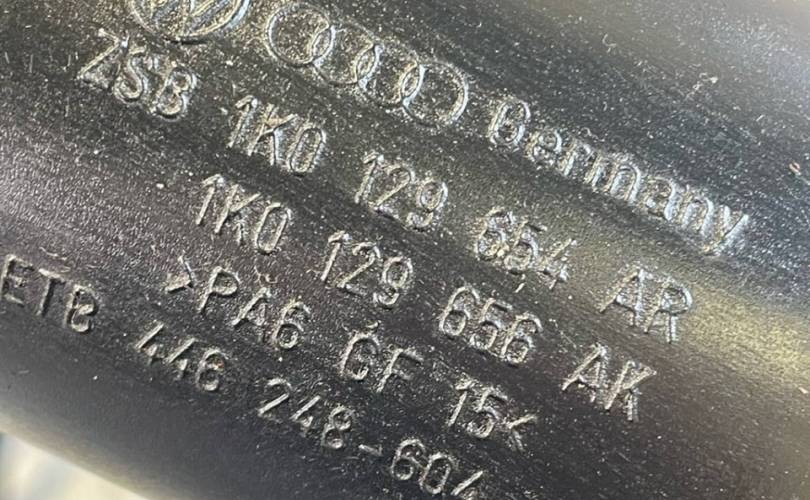 Germany
ZSB 1K0 129 654 AR
1K0 129 656 AK
>PA6 GF 15<
ETB 446 248-604